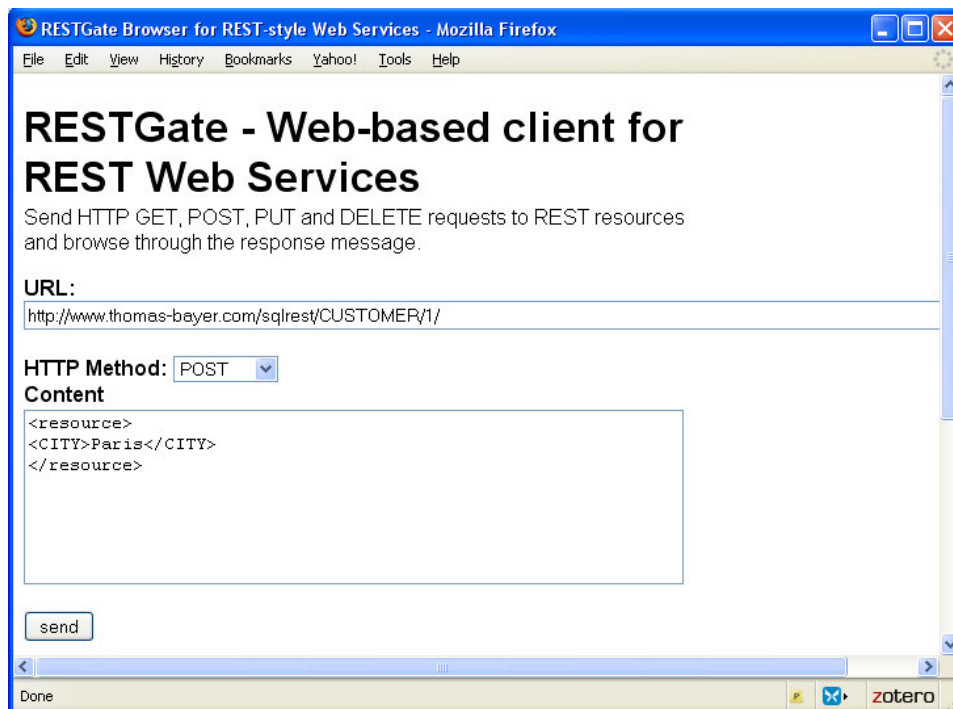 RESTGate Browser for REST-style Web Services - Mozilla Firefox
File Edit View History Bookmarks Yahoo! Tools Help
RESTGate - Web-based client for
REST Web Services
Send HTTP GET, POST, PUT and DELETE requests to REST resources
and browse through the response message.
URL:
http://www.thomas-bayer.com/sqlrest/CUSTOMER/1/
HTTP Method: POST
Content
<resource>
<CITY>Paris</CITY>
</resource>
send
Done P zotero